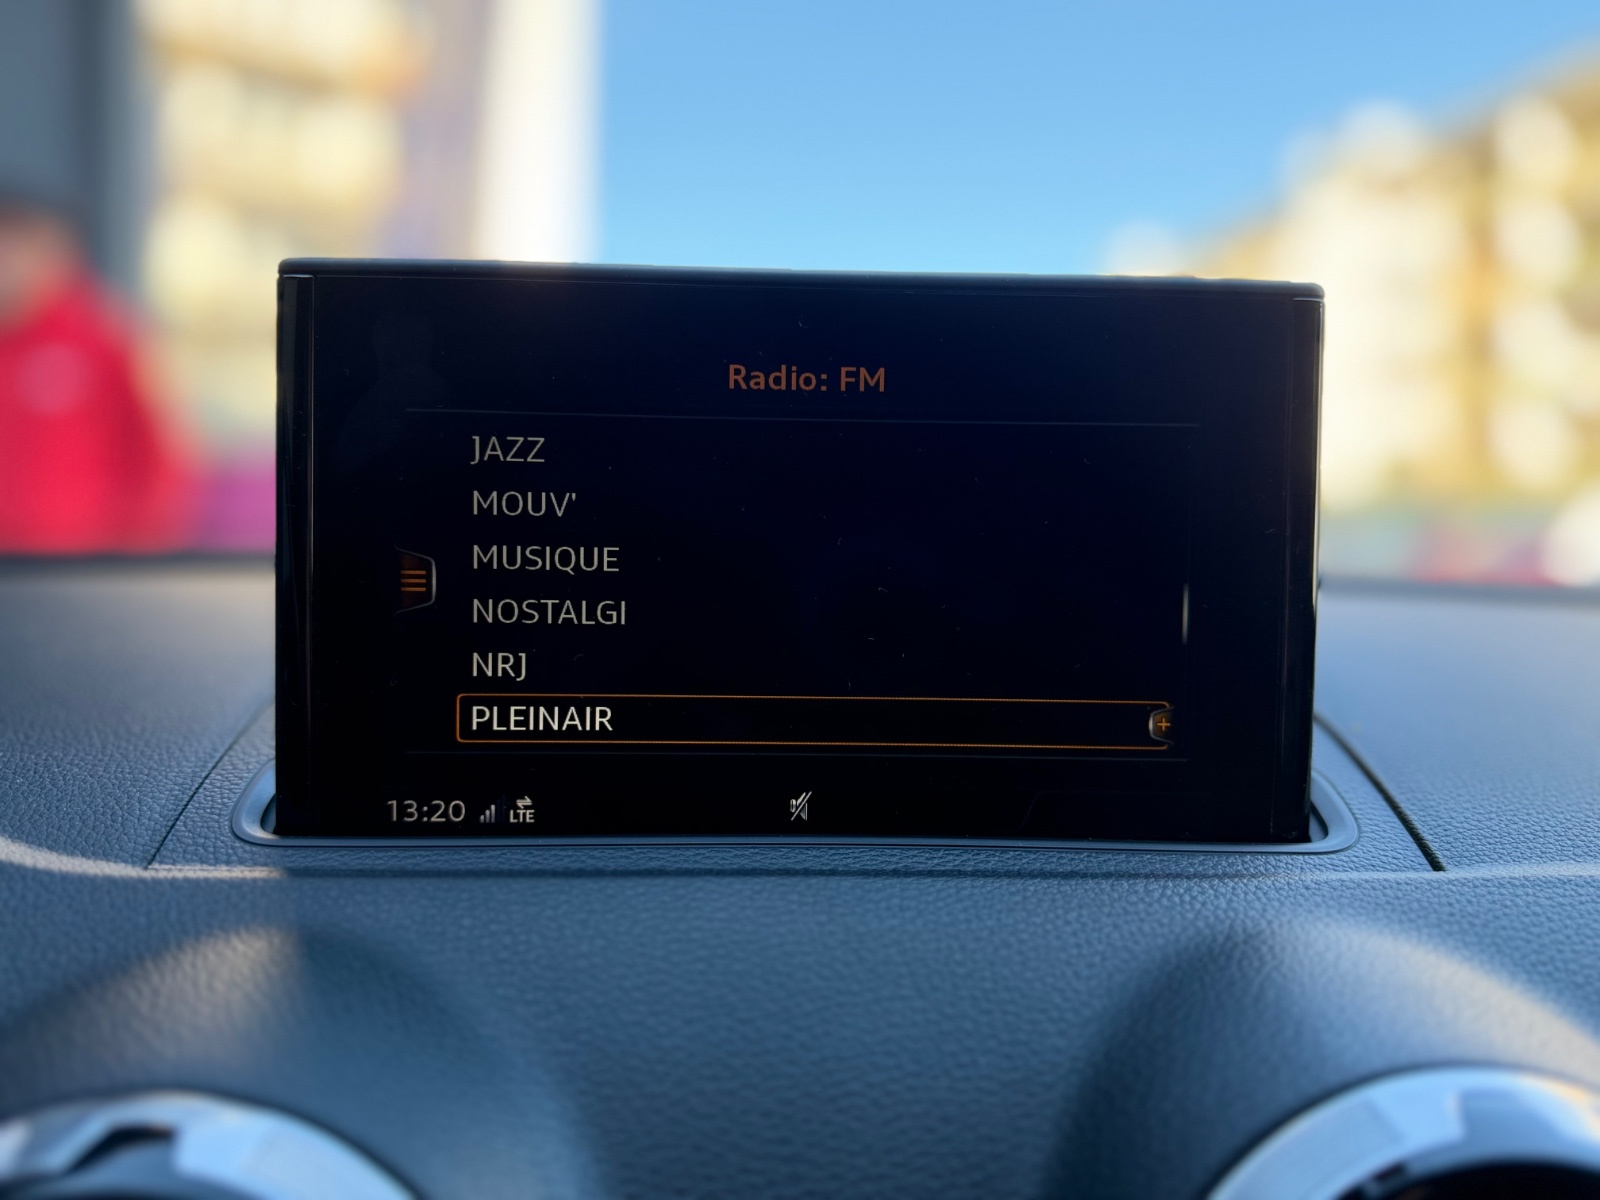 Radio: FM
JAZZ
MOUV'
MUSIQUE
NOSTALGI
NRJ
PLEINAIR
13:20 LTE